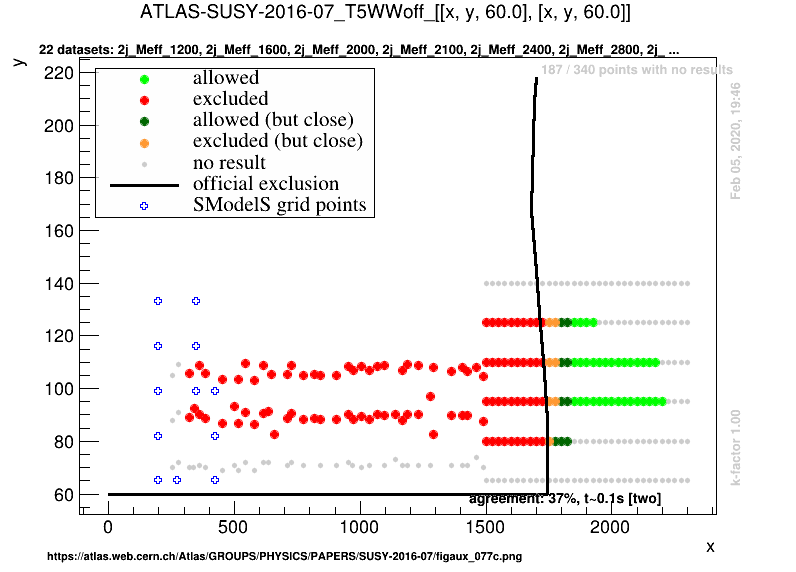 ATLAS-SUSY-2016-07_T5WWoff_[[x, y, 60.0], [x, y, 60.0]]
22 datasets: 2j_Meff_1200, 2j_Meff_1600, 2j_Meff_2000, 2j_Meff_2100, 2j_Meff_2400, 2j_Meff_2800, 2j_ ...
y
187 / 340 points with no results
allowed
excluded
allowed (but close)
excluded (but close)
no result
official exclusion
SModelS grid points
220
200
180
160
140
120
100
80
60
Feb 05, 2020, 19:46
k-factor 1.00
agreement: 37%, t~0.1s [two]
0 500 1000 1500 2000
x
https://atlas.web.cern.ch/Atlas/GROUPS/PHYSICS/PAPERS/SUSY-2016-07/figaux_077c.png